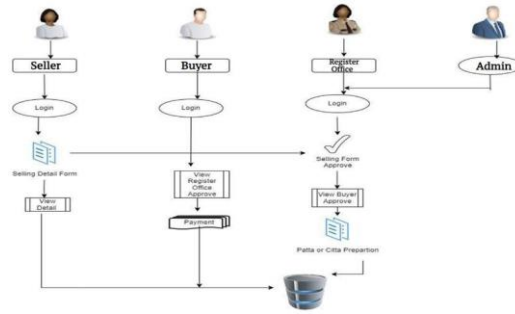 Seller
Buyer
Register
Office
Admin
Login
Login
Login
Selling Detail Form
Selling Form
Approve
View
Register
Office
Approve
View
Detail
View Buyer
Approve
Payment
Patta or Citta Prepartion